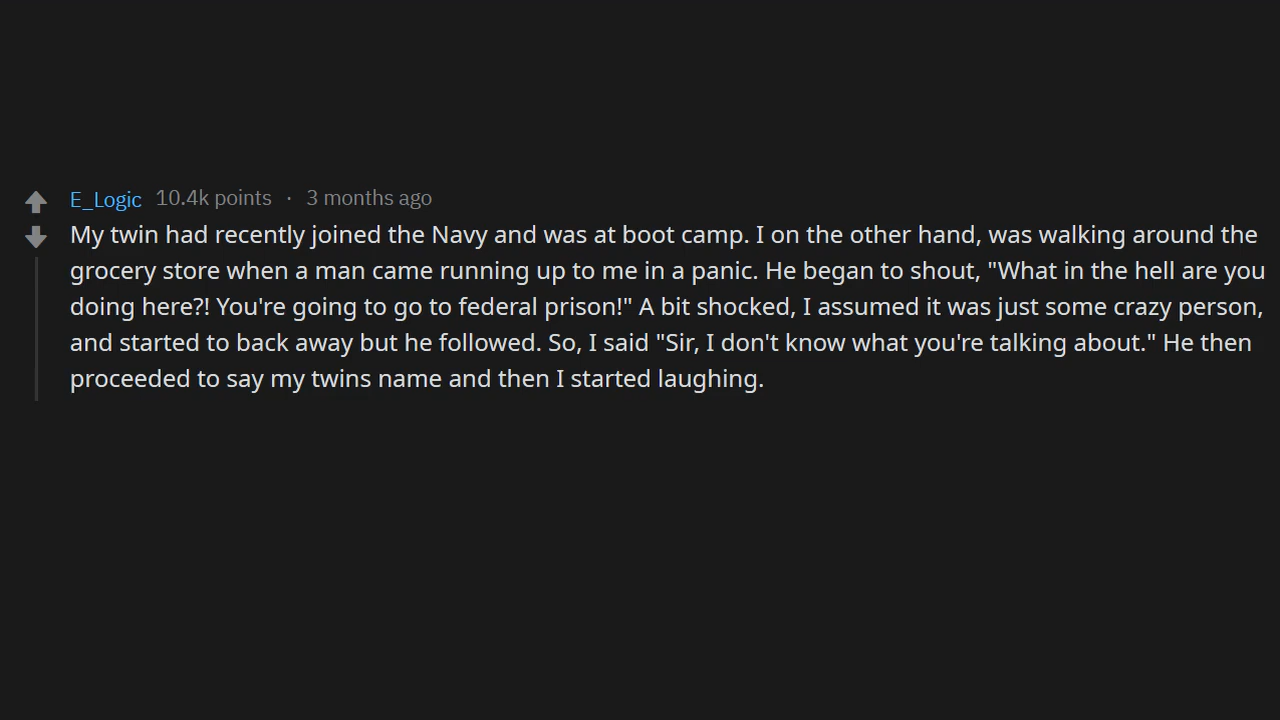 E_Logic 10.4k points · 3 months ago
My twin had recently joined the Navy and was at boot camp. I on the other hand, was walking around the
grocery store when a man came running up to me in a panic. He began to shout, "What in the hell are you
doing here?! You're going to go to federal prison!" A bit shocked, I assumed it was just some crazy person,
and started to back away but he followed. So, I said "Sir, I don't know what you're talking about." He then
proceeded to say my twins name and then I started laughing.